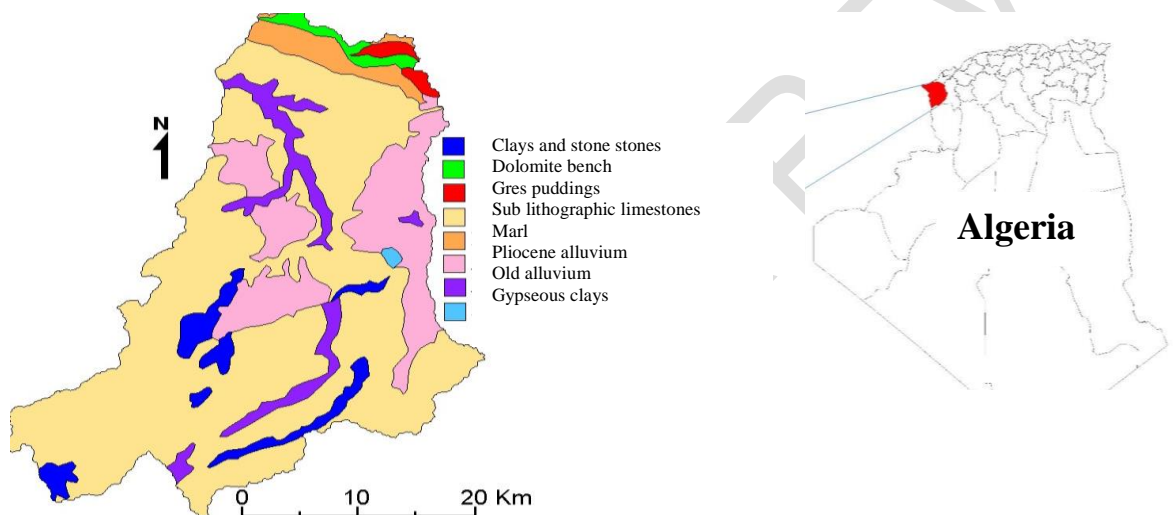 N
Clays and stone stones
Dolomite bench
Gres puddings
Sub lithographic limestones
Marl
Pliocene alluvium
Old alluvium
Gypseous clays
0 10 20 Km
Algeria